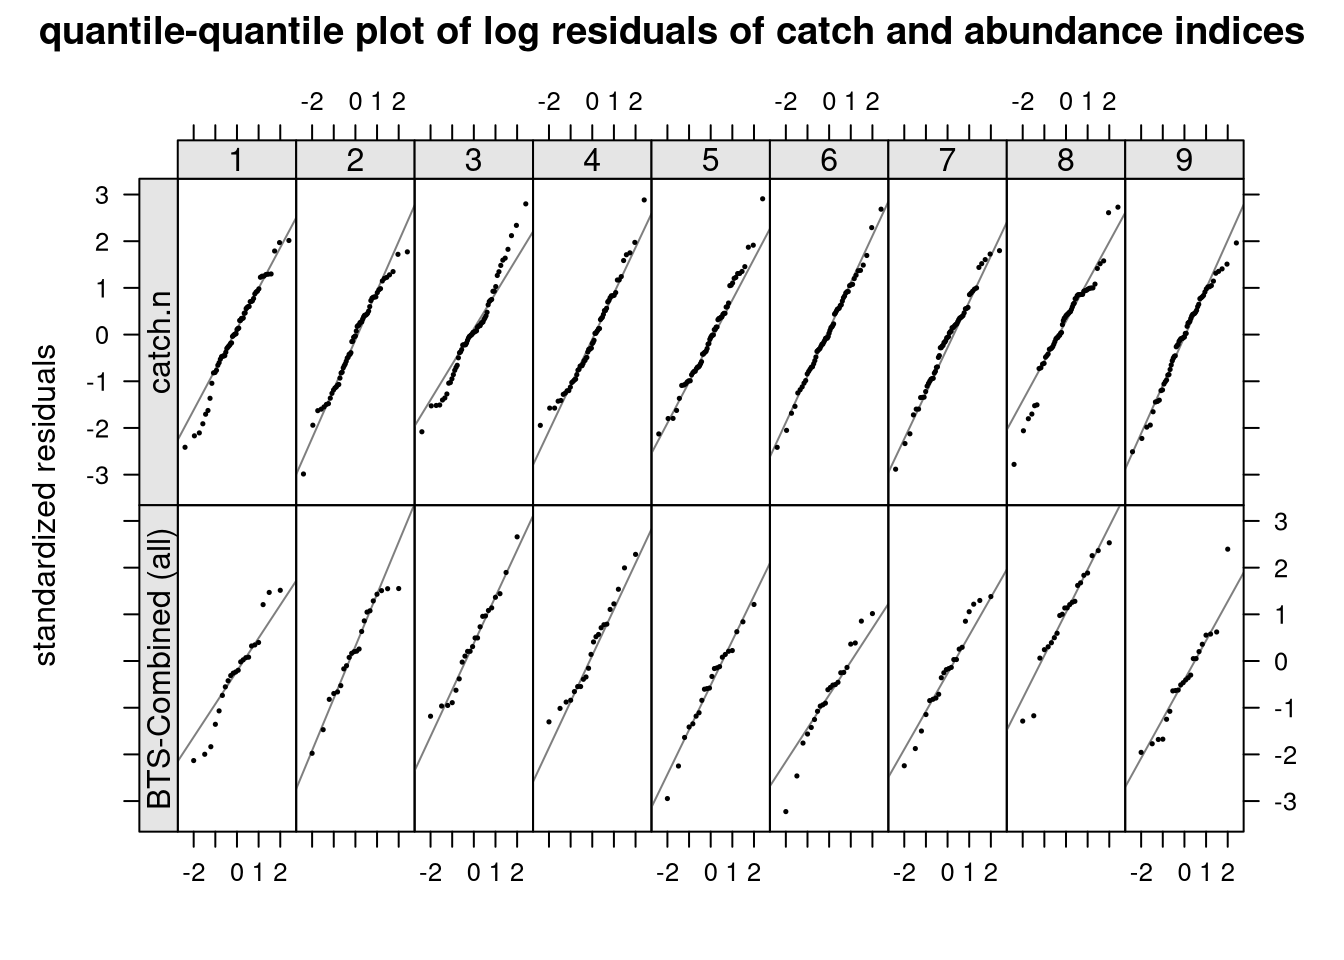 quantile-quantile plot of log residuals of catch and abundance indices
-2 0 1 2 -2 0 1 2 -2 0 1 2 -2 0 1 2
1 2 3 4 5 6 7 8 9
3
2
1
0
-1
-2
-3
catch.n
standardized residuals
BTS-Combined (all)
3
2
1
0
-1
-2
-3
-2 0 1 2 -2 0 1 2 -2 0 1 2 -2 0 1 2 -2 0 1 2